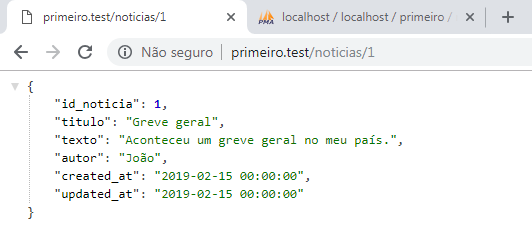 primeiro.test/noticias/1
PMA
localhost / localhost / primeiro /
Não seguro | primeiro.test/noticias/1
{
"id_noticia": 1,
"titulo": "Greve geral",
"texto": "Aconteceu um greve geral no meu país.",
"autor": "João",
"created_at": "2019-02-15 00:00:00",
"updated_at": "2019-02-15 00:00:00"
}